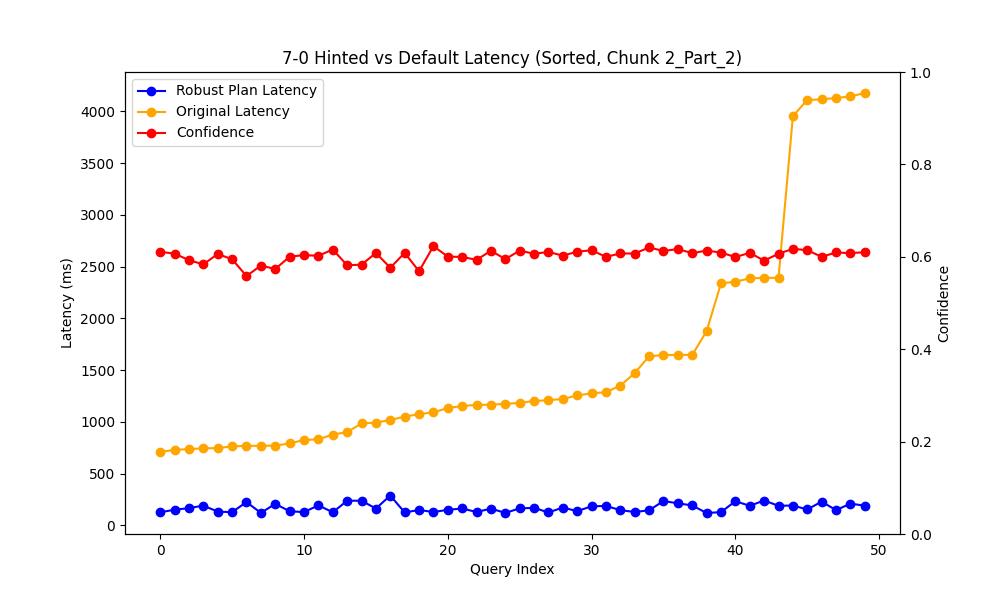 7-0 Hinted vs Default Latency (Sorted, Chunk 2_Part_2)
Robust Plan Latency
Original Latency
Confidence
Latency (ms)
4000
3500
3000
2500
2000
1500
1000
500
0
1.0
0.8
0.6
0.4
0.2
0.0
Confidence
0 10 20 30 40 50
Query Index